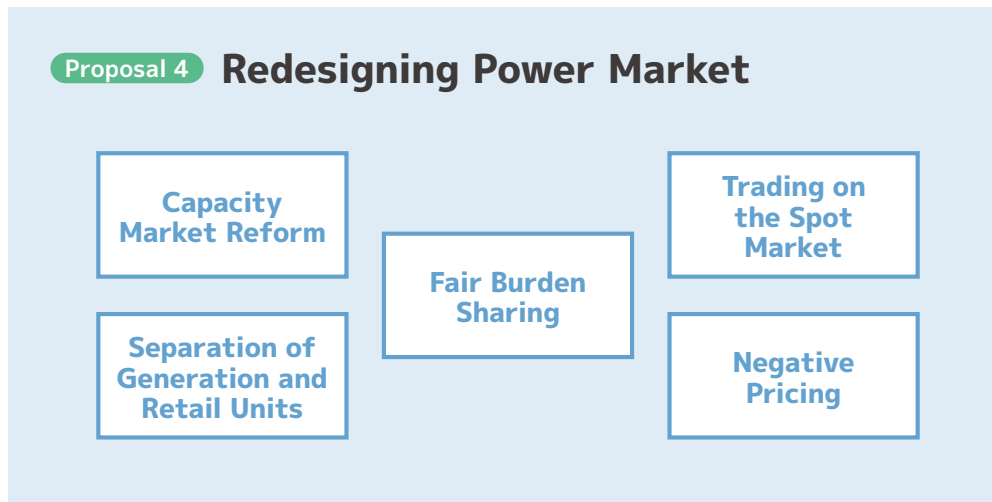 Proposal 4 Redesigning Power Market
Capacity
Market Reform
Separation of
Generation and
Retail Units
Fair Burden
Sharing
Trading on
the Spot
Market
Negative
Pricing